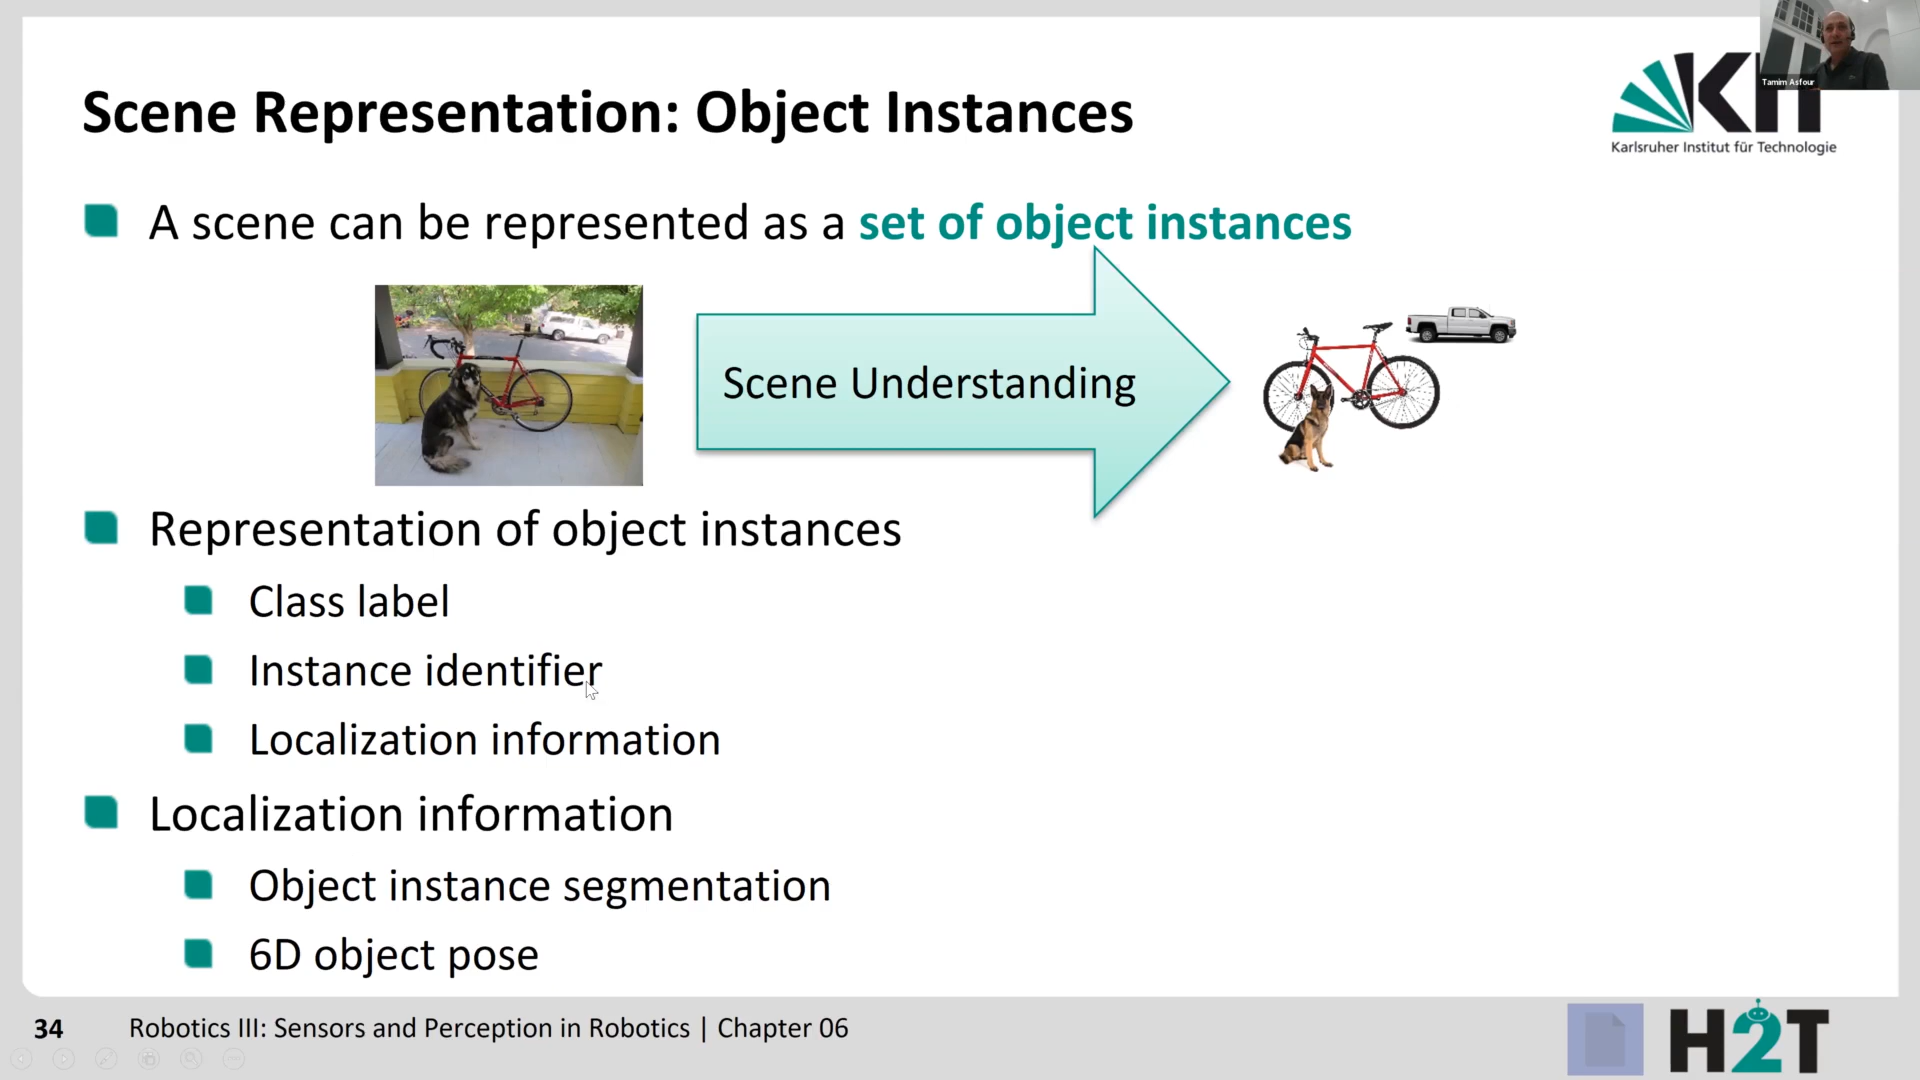 Tamim Asfour
KIT
Karlsruher Institut für Technologie
Scene Representation: Object Instances
A scene can be represented as a set of object instances
Scene Understanding
Representation of object instances
Class label
Instance identifier
Localization information
Localization information
Object instance segmentation
6D object pose
34
Robotics III: Sensors and Perception in Robotics | Chapter 06
H2T